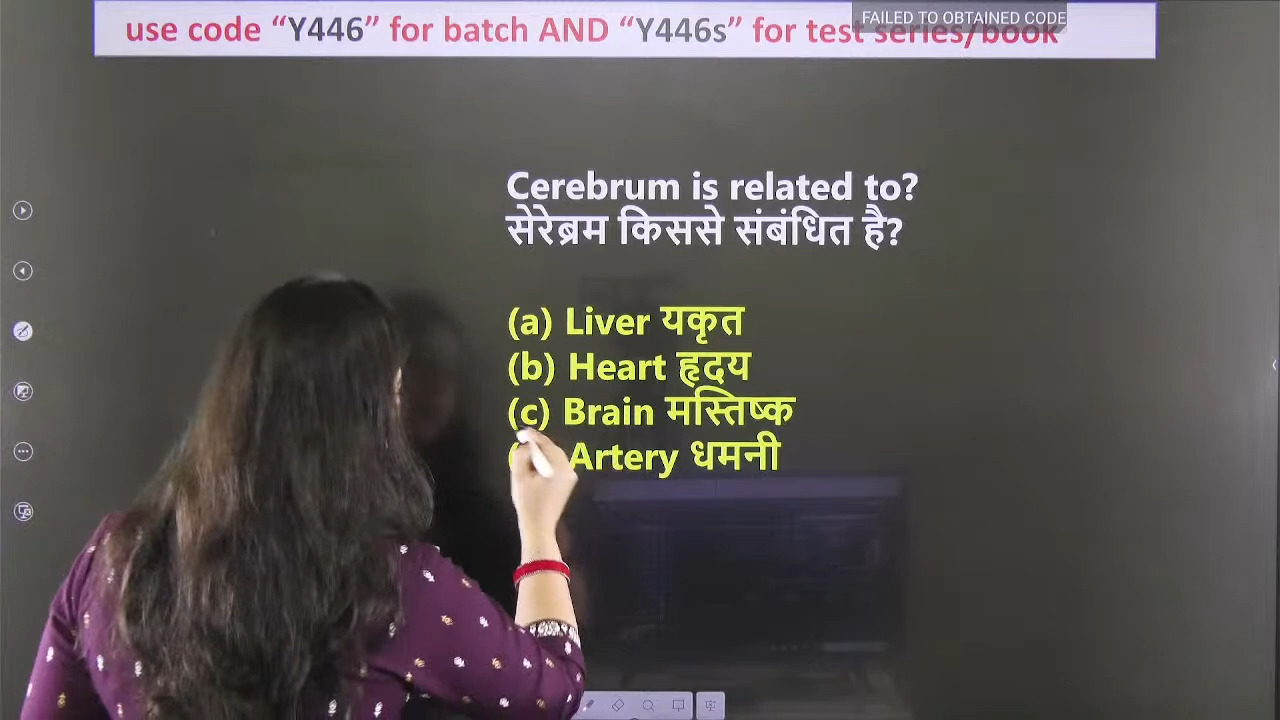 use code “Y446” for batch AND “Y446s” for test series/book
FAILED TO OBTAINED CODE
Cerebrum is related to?
सेरेब्रम किससे संबंधित है?
(a) Liver यकृत
(b) Heart हृदय
(c) Brain मस्तिष्क
Artery धमनी